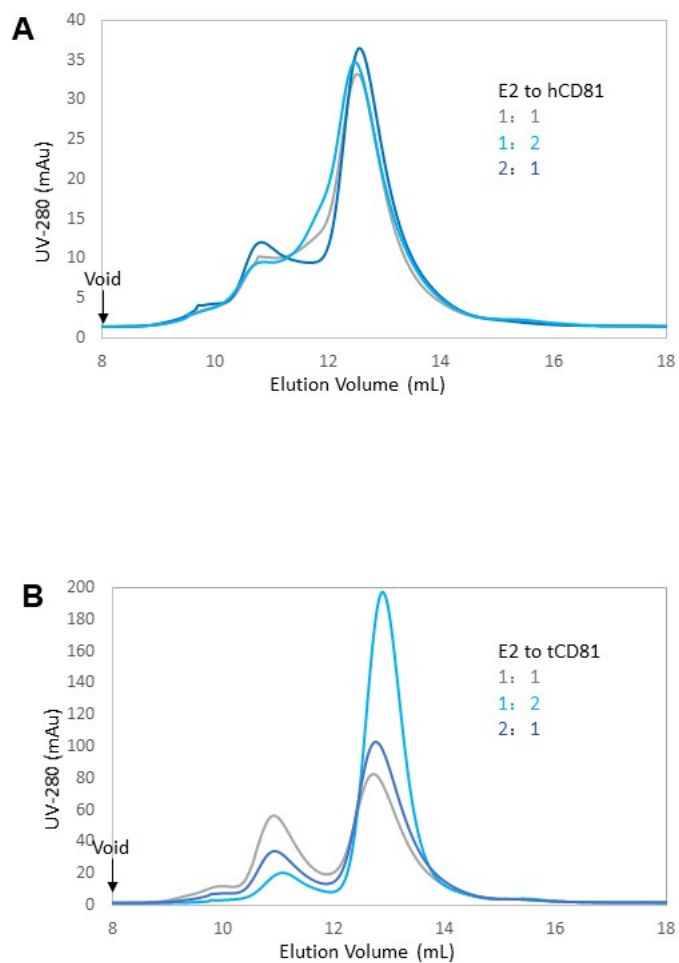 A
40
35
30
25
20
15
10
5
0
UV-280 (mAu)
E2 to hCD81
1: 1
1: 2
2: 1
Void
8 10 12 14 16 18
Elution Volume (mL)
B
200
180
160
140
120
100
80
60
40
20
0
UV-280 (mAu)
E2 to tCD81
1: 1
1: 2
2: 1
Void
8 10 12 14 16 18
Elution Volume (mL)